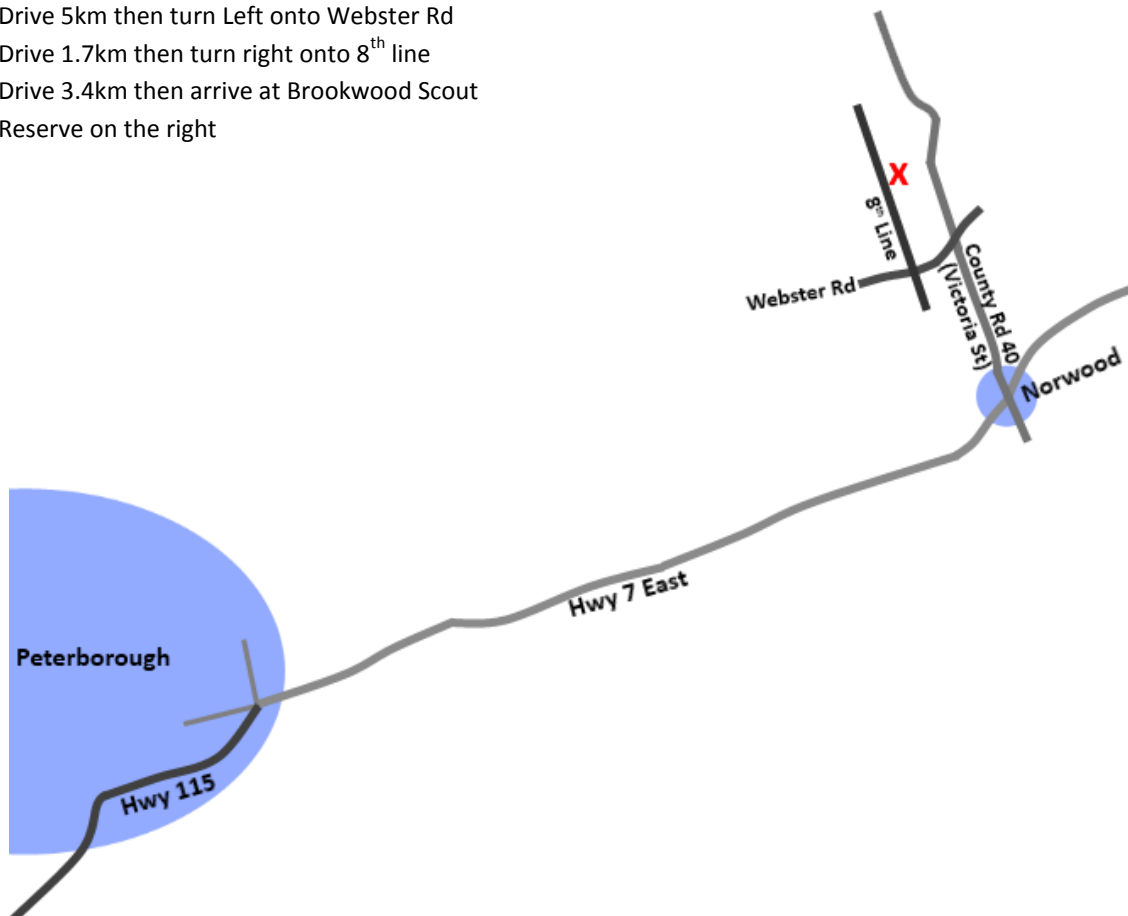 Drive 5km then turn Left onto Webster Rd
Drive 1.7km then turn right onto 8th line
Drive 3.4km then arrive at Brookwood Scout
Reserve on the right
X
8th Line
County Rd 40
(Victoria St)
Webster Rd
Norwood
Hwy 7 East
Peterborough
Hwy 115